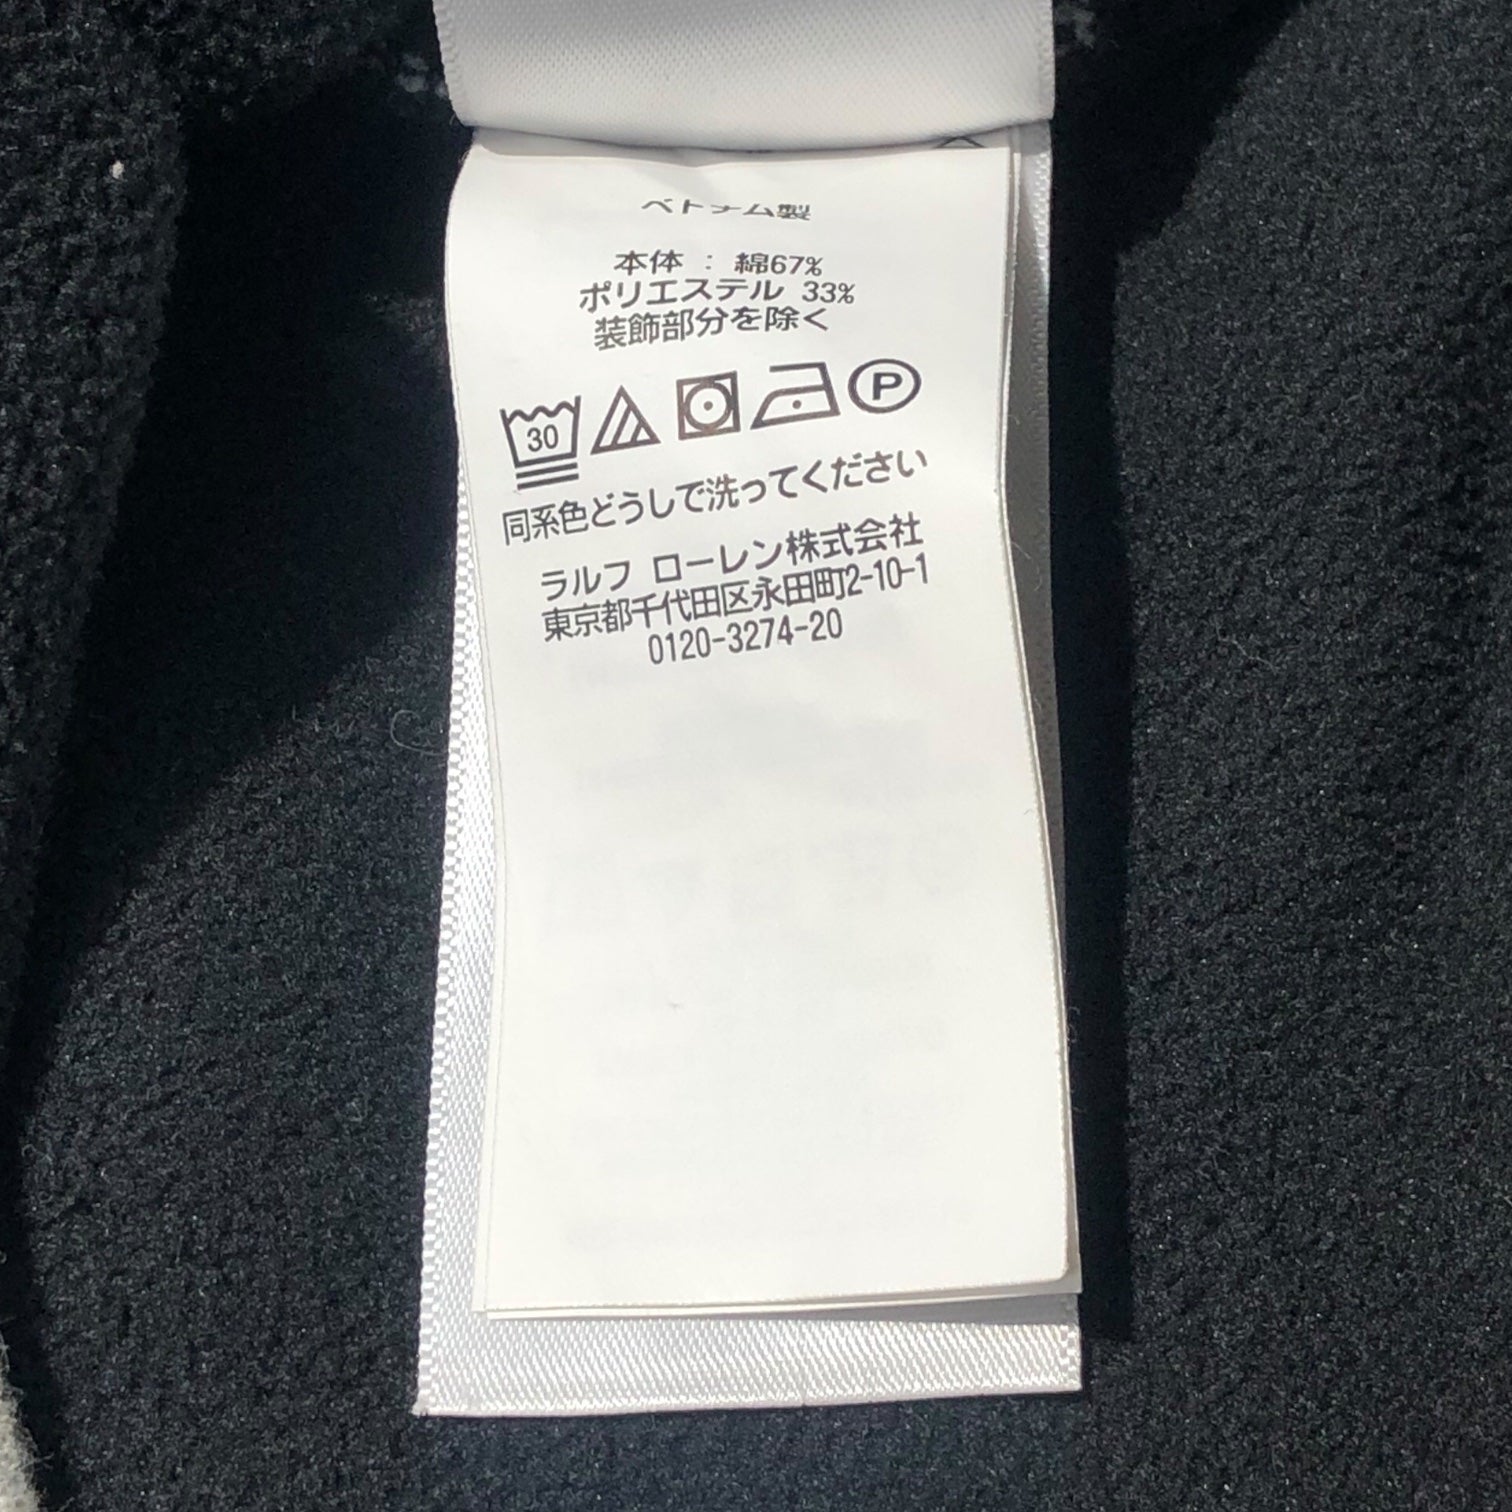 ベトナム製
本体 : 綿67%
ポリエステル 33%
装飾部分を除く
30
P
同系色どうしで洗ってください
ラルフ ローレン株式会社
東京都千代田区永田町2-10-1
0120-3274-20